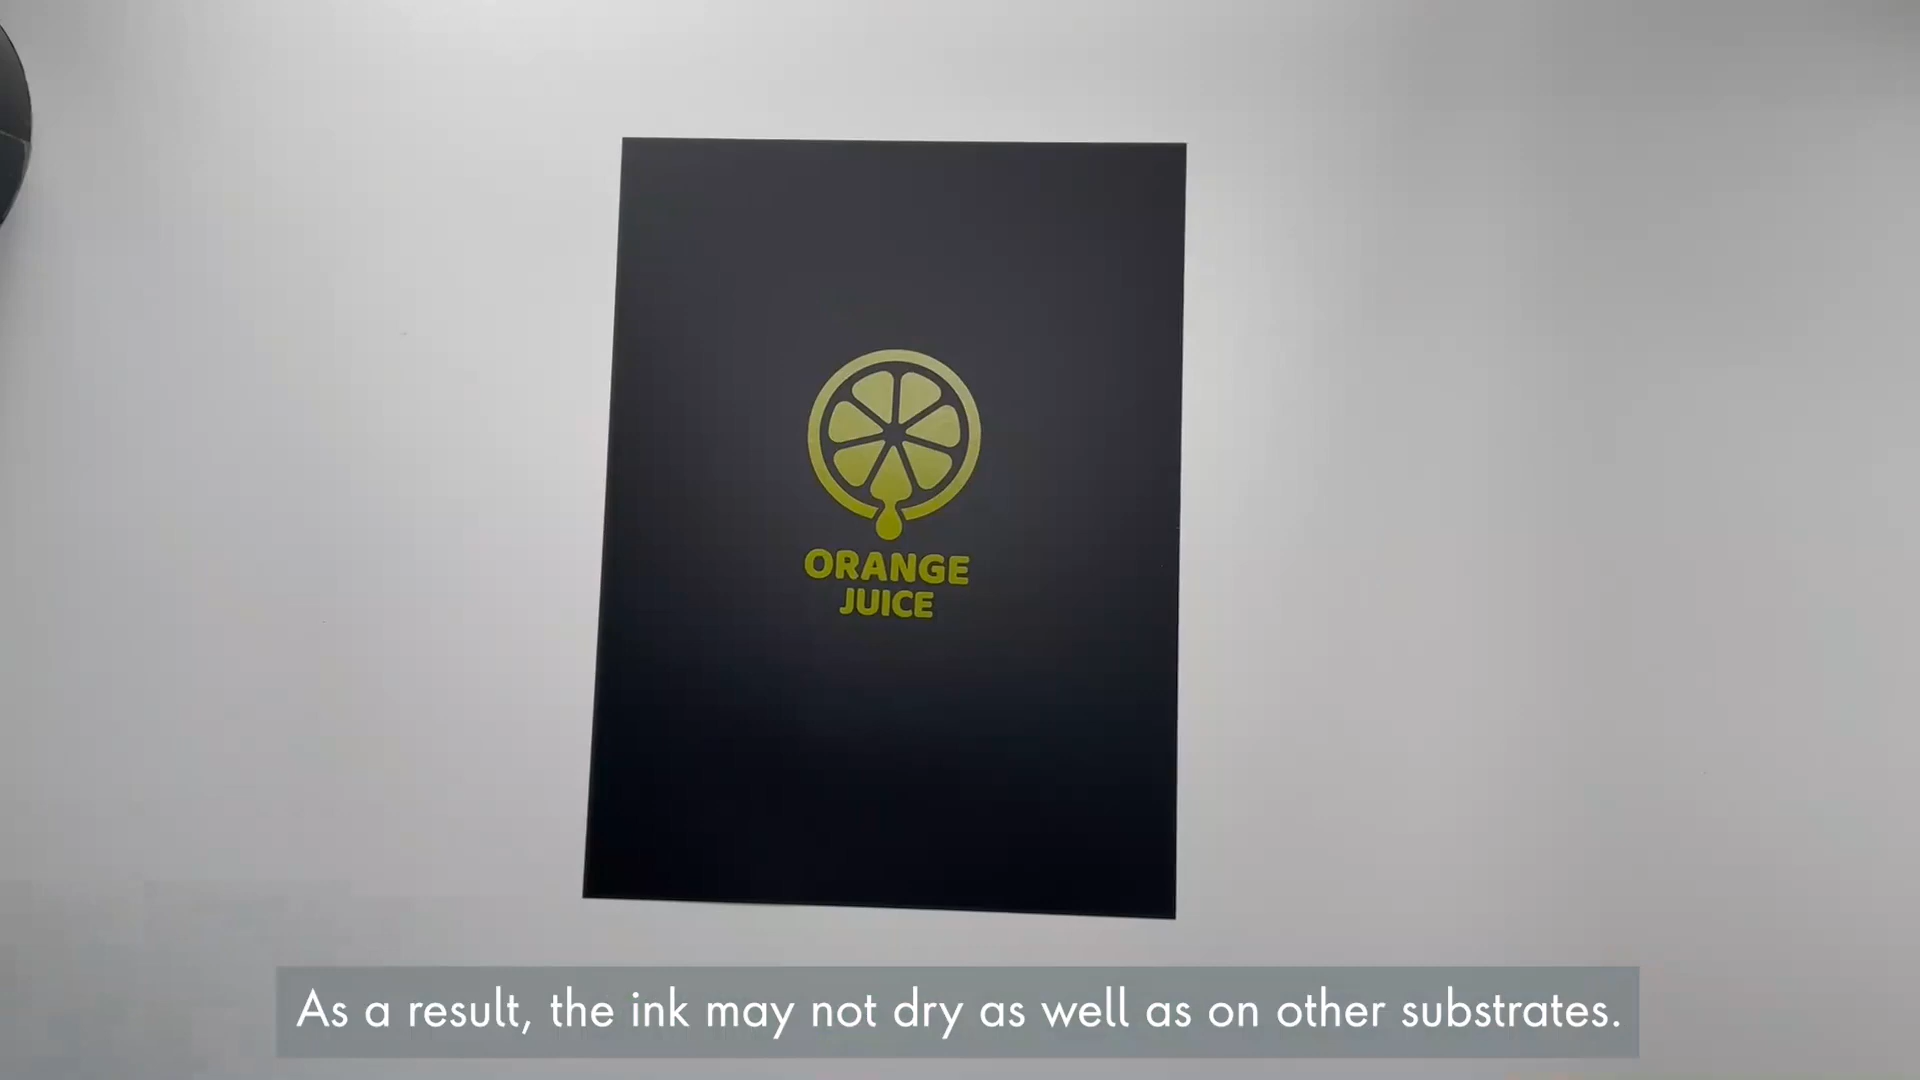 ORANGE
JUICE
As a result, the ink may not dry as well as on other substrates.